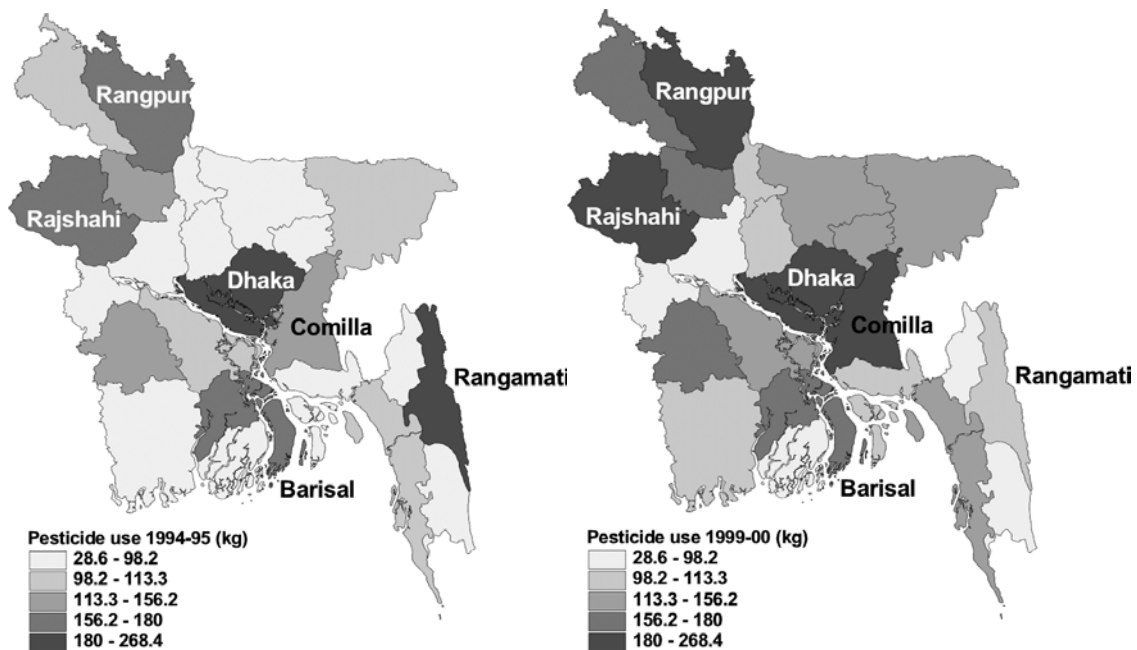 Rangpur
Rajshahi
Dhaka
Comilla
Rangamati
Barisal
Pesticide use 1994-95 (kg)
28.6 - 98.2
98.2 - 113.3
113.3 - 156.2
156.2 - 180
180 - 268.4
Rangpur
Rajshahi
Dhaka
Comilla
Rangamati
Barisal
Pesticide use 1999-00 (kg)
28.6 - 98.2
98.2 - 113.3
113.3 - 156.2
156.2 - 180
180 - 268.4